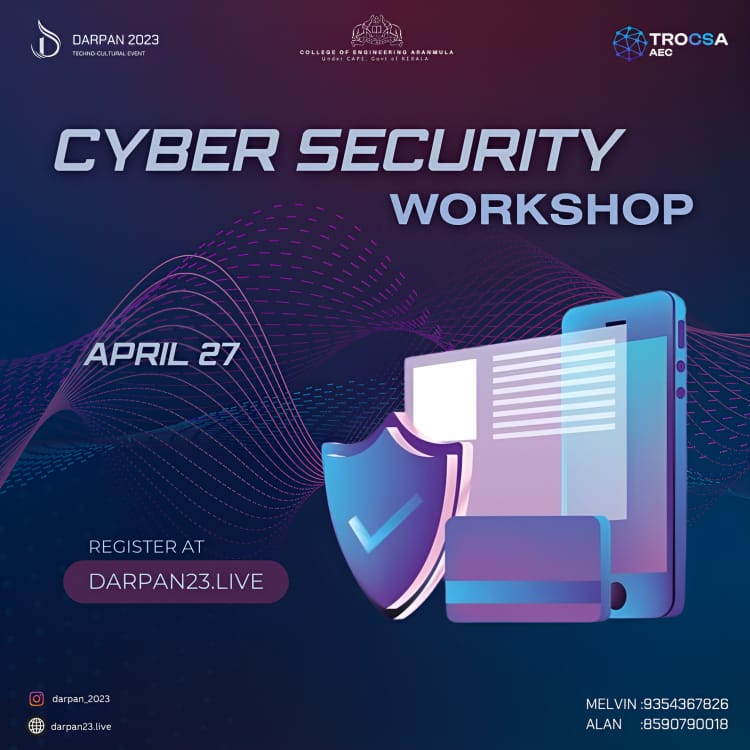 DARPAN 2023
TECHNO-CULTURAL EVENT
COLLEGE OF ENGINEERING ARANMULA
Under CAPE, Govt of KERALA
TROCSA
AEC
CYBER SECURITY
WORKSHOP
APRIL 27
REGISTER AT
DARPAN23.LIVE
darpan_2023
darpan23.live
MELVIN :9354367826
ALAN :8590790018